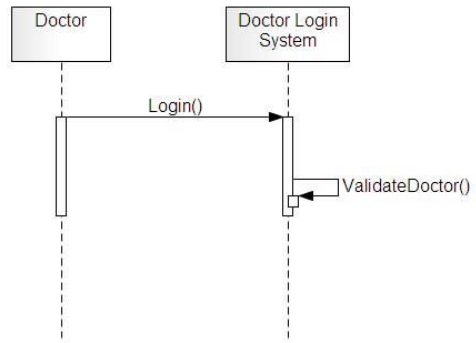 Doctor
Doctor Login
System
Login()
ValidateDoctor()